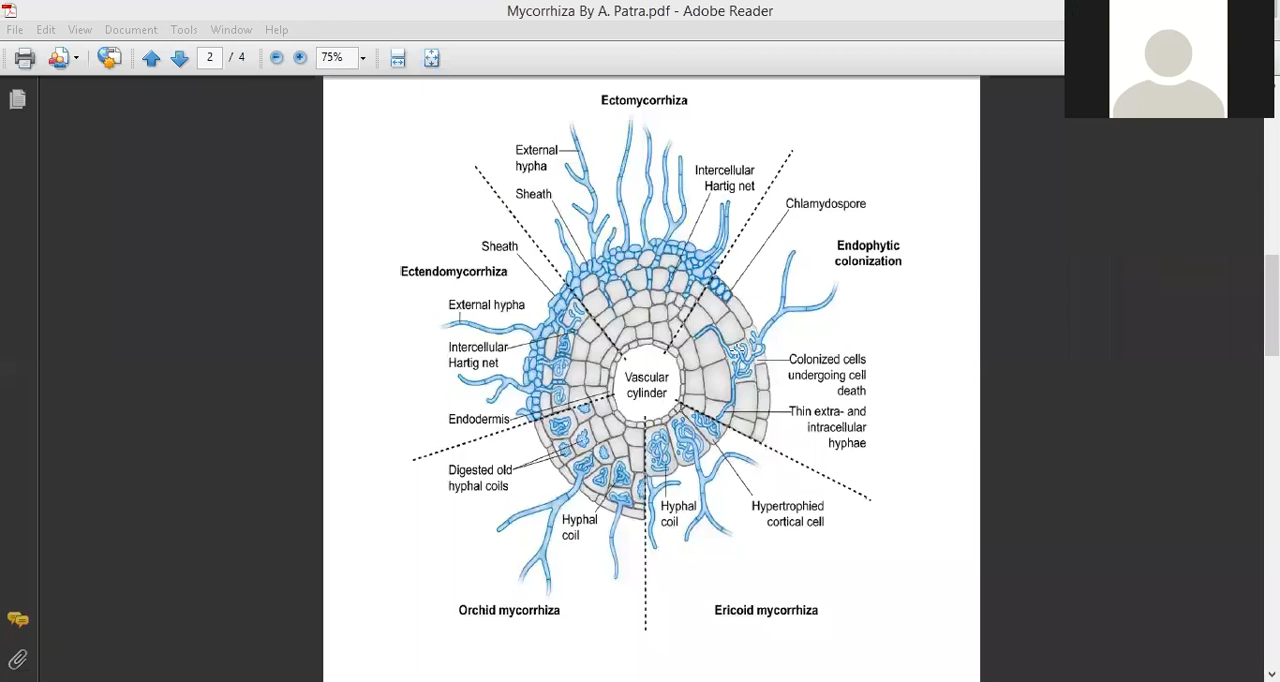 Mycorrhiza By A. Patra.pdf - Adobe Reader
File Edit View Document Tools Window Help
2 / 4 75%
Ectomycorrhiza
External
hypha
Intercellular
Hartig net
Sheath
Chlamydospore
Sheath
Endophytic
colonization
Ectendomycorrhiza
External hypha
Intercellular
Hartig net
Vascular
cylinder
Colonized cells
undergoing cell
death
Endodermis
Thin extra- and
intracellular
hyphae
Digested old
hyphal coils
Hyphal
coil
Hyphal
coil
Hypertrophied
cortical cell
Orchid mycorrhiza
Ericoid mycorrhiza